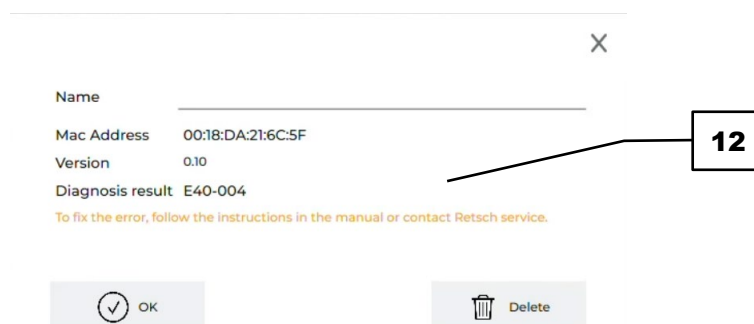 Name
Mac Address 00:18:DA:21:6C:5F
Version 0.10
Diagnosis result E40-004
To fix the error, follow the instructions in the manual or contact Retsch service.
OK Delete
12